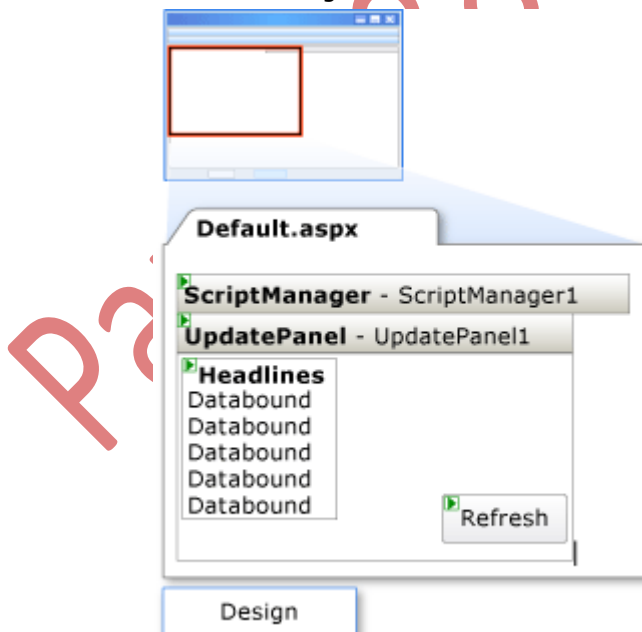 Default.aspx
ScriptManager - ScriptManager1
UpdatePanel - UpdatePanel1
Headlines
Databound
Databound
Databound
Databound
Databound
Refresh
Design